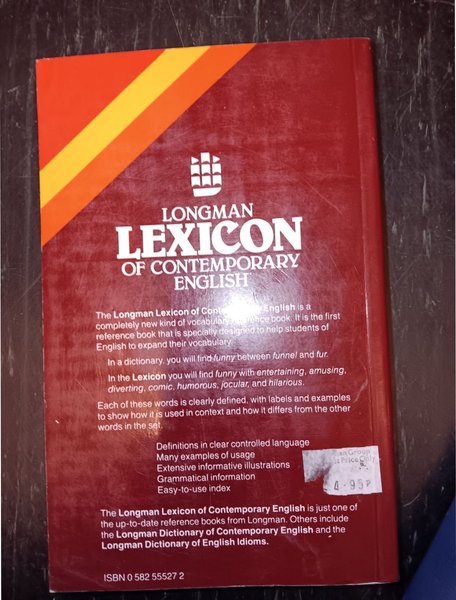 LONGMAN
LEXICON
OF CONTEMPORARY
ENGLISH
The Longman Lexicon of Contemporary English is a
completely new kind of vocabulary reference book. It is the first
reference book that is specially designed to help students of
English to expand their vocabulary.
In a dictionary, you will find funny between funnel and fur.
In the Lexicon you will find funny with entertaining, amusing,
diverting, comic, humorous, jocular, and hilarious.
Each of these words is clearly defined, with labels and examples
to show how it is used in context and how it differs from the other
words in the set.
Definitions in clear controlled language
Many examples of usage
Extensive informative illustrations
Grammatical information
Easy-to-use index
Group
Price Only
4-95P
The Longman Lexicon of Contemporary English is just one of
the up-to-date reference books from Longman. Others include
the Longman Dictionary of Contemporary English and the
Longman Dictionary of English Idioms.
ISBN 0 582 55527 2